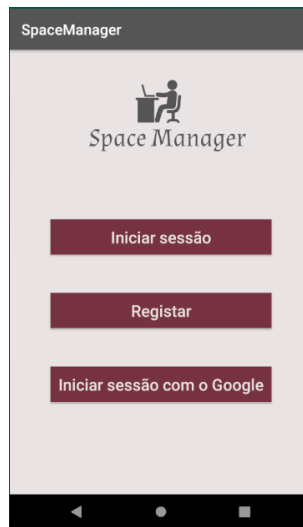 SpaceManager
Space Manager
Iniciar sessão
Registar
Iniciar sessão com o Google